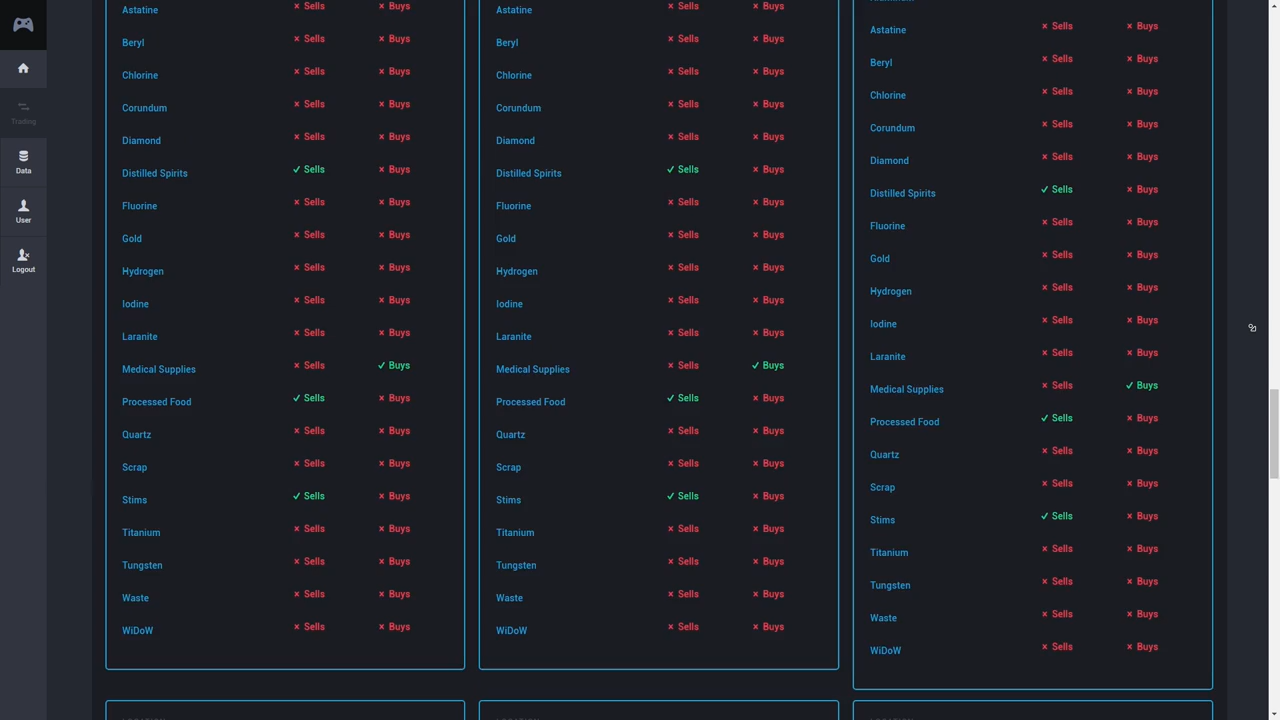 Trading
Data
User
Logout
Astatine × Sells × Buys
Beryl × Sells × Buys
Chlorine × Sells × Buys
Corundum × Sells × Buys
Diamond × Sells × Buys
Distilled Spirits ✓ Sells × Buys
Fluorine × Sells × Buys
Gold × Sells × Buys
Hydrogen × Sells × Buys
Iodine × Sells × Buys
Laranite × Sells × Buys
Medical Supplies × Sells ✓ Buys
Processed Food ✓ Sells × Buys
Quartz × Sells × Buys
Scrap × Sells × Buys
Stims ✓ Sells × Buys
Titanium × Sells × Buys
Tungsten × Sells × Buys
Waste × Sells × Buys
WiDoW × Sells × Buys
Astatine × Sells × Buys
Beryl × Sells × Buys
Chlorine × Sells × Buys
Corundum × Sells × Buys
Diamond × Sells × Buys
Distilled Spirits ✓ Sells × Buys
Fluorine × Sells × Buys
Gold × Sells × Buys
Hydrogen × Sells × Buys
Iodine × Sells × Buys
Laranite × Sells × Buys
Medical Supplies × Sells ✓ Buys
Processed Food ✓ Sells × Buys
Quartz × Sells × Buys
Scrap × Sells × Buys
Stims ✓ Sells × Buys
Titanium × Sells × Buys
Tungsten × Sells × Buys
Waste × Sells × Buys
WiDoW × Sells × Buys
Astatine × Sells × Buys
Beryl × Sells × Buys
Chlorine × Sells × Buys
Corundum × Sells × Buys
Diamond × Sells × Buys
Distilled Spirits ✓ Sells × Buys
Fluorine × Sells × Buys
Gold × Sells × Buys
Hydrogen × Sells × Buys
Iodine × Sells × Buys
Laranite × Sells × Buys
Medical Supplies × Sells ✓ Buys
Processed Food ✓ Sells × Buys
Quartz × Sells × Buys
Scrap × Sells × Buys
Stims ✓ Sells × Buys
Titanium × Sells × Buys
Tungsten × Sells × Buys
Waste × Sells × Buys
WiDoW × Sells × Buys